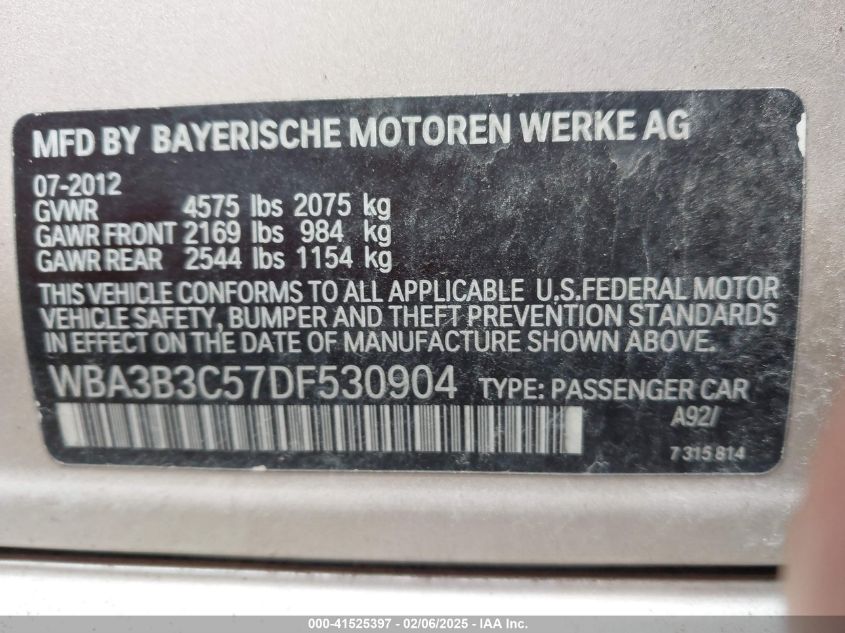 MFD BY BAYERISCHE MOTOREN WERKE AG
07-2012
GVWR 4575 lbs 2075 kg
GAWR FRONT 2169 lbs 984 kg
GAWR REAR 2544 lbs 1154 kg
THIS VEHICLE CONFORMS TO ALL APPLICABLE U.S.FEDERAL MOTOR
VEHICLE SAFETY, BUMPER AND THEFT PREVENTION STANDARDS
IN EFFECT ON THE DATE OF MANUFACTURE SHOWN ABOVE.
WBA3B3C57DF530904 TYPE: PASSENGER CAR
A92/
7 315 814
000-41525397 - 02/06/2025 - IAA Inc.